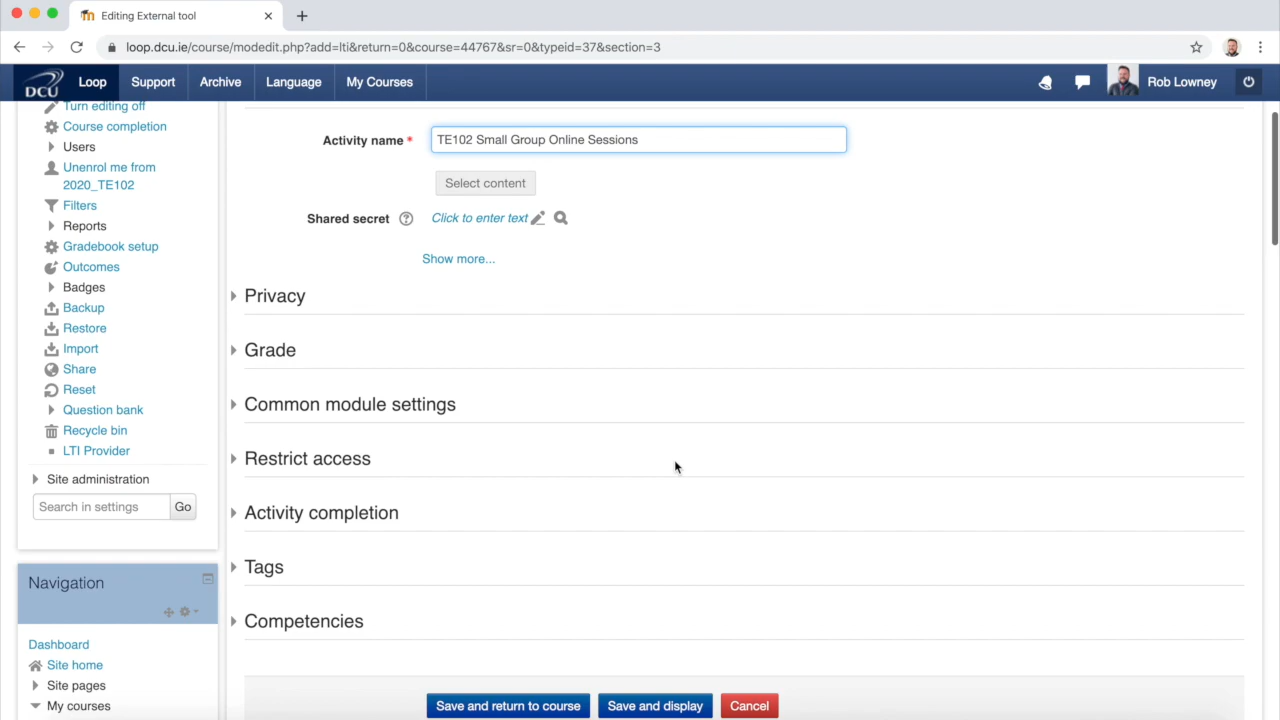 Editing External tool
loop.dcu.ie/course/modedit.php?add=lti&return=0&course=44767&sr=0&typeid=37&section=3
DCU Loop Support Archive Language My Courses Rob Lowney
Turn editing off
Course completion
Users
Unenrol me from
2020_TE102
Filters
Reports
Gradebook setup
Outcomes
Badges
Backup
Restore
Import
Share
Reset
Question bank
Recycle bin
LTI Provider
Site administration
Search in settings Go
Navigation
Dashboard
Site home
Site pages
My courses
Activity name * TE102 Small Group Online Sessions
Select content
Shared secret ? Click to enter text
Show more...
Privacy
Grade
Common module settings
Restrict access
Activity completion
Tags
Competencies
Save and return to course Save and display Cancel